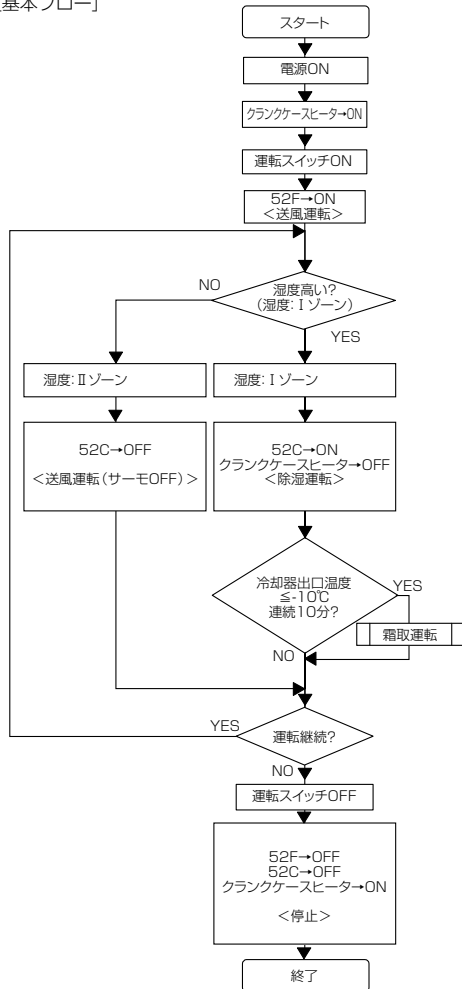 基本フロー］
スタート
電源ON
クランクケースヒータ→ON
運転スイッチON
52F→ON
<送風運転>
湿度高い?
(湿度:Ⅰゾーン)
NO
YES
湿度:Ⅱゾーン
湿度:Ⅰゾーン
52C→OFF
<送風運転(サーモOFF)>
52C→ON
クランクケースヒータ→OFF
<除湿運転>
冷却器出口温度
≦-10℃
連続10分?
YES
霜取運転
NO
YES
運転継続?
NO
運転スイッチOFF
52F→OFF
52C→OFF
クランクケースヒータ→ON
<停止>
終了